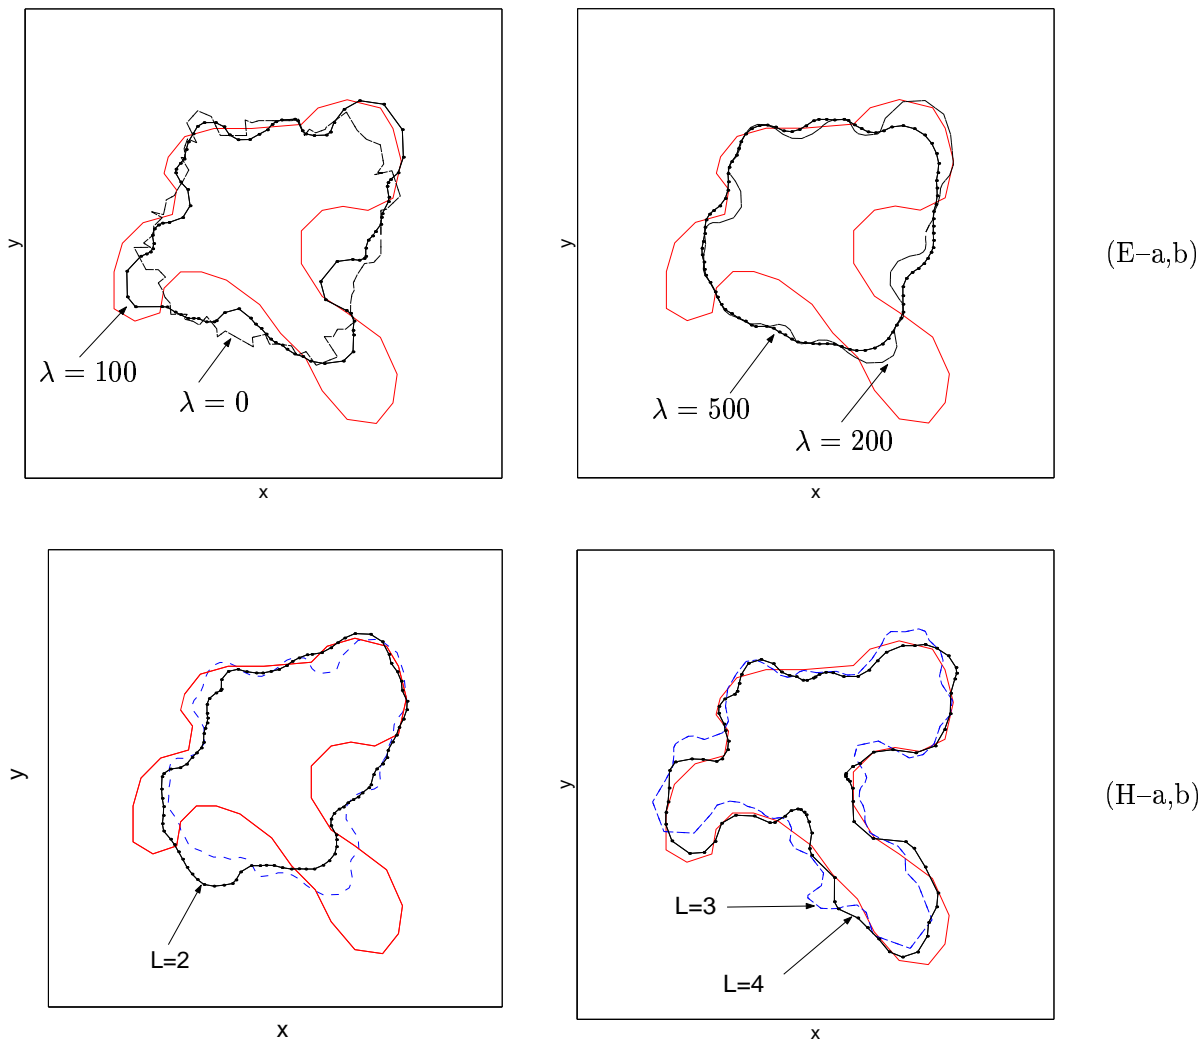 y
λ = 100
λ = 0
x
y
λ = 500
λ = 200
x
(E–a,b)
y
L=2
x
y
L=3
L=4
x
(H–a,b)